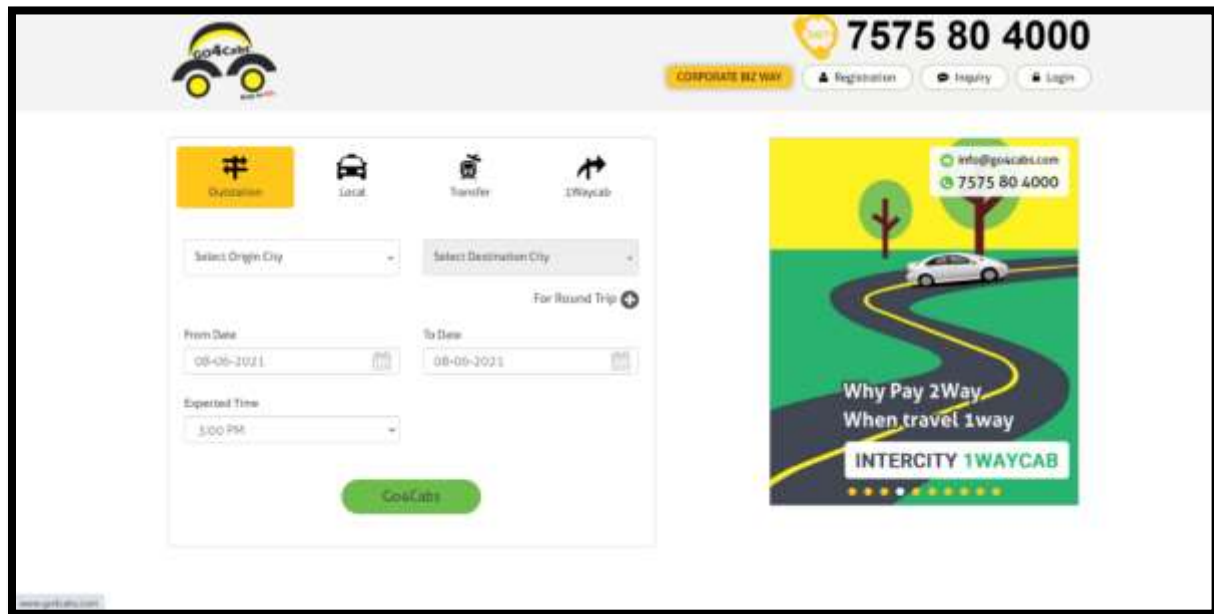 GO4Cabs
24X7
7575 80 4000
CORPORATE BIZ WAY
Registration
Inquiry
Login
Outstation
Local
Transfer
1Waycab
Select Origin City
Select Destination City
For Round Trip
From Date
To Date
08-06-2021
08-06-2021
Expected Time
3:00 PM
Go4Cabs
info@go4cabs.com
7575 80 4000
Why Pay 2Way
When travel 1way
INTERCITY 1WAYCAB
www.go4cabs.com